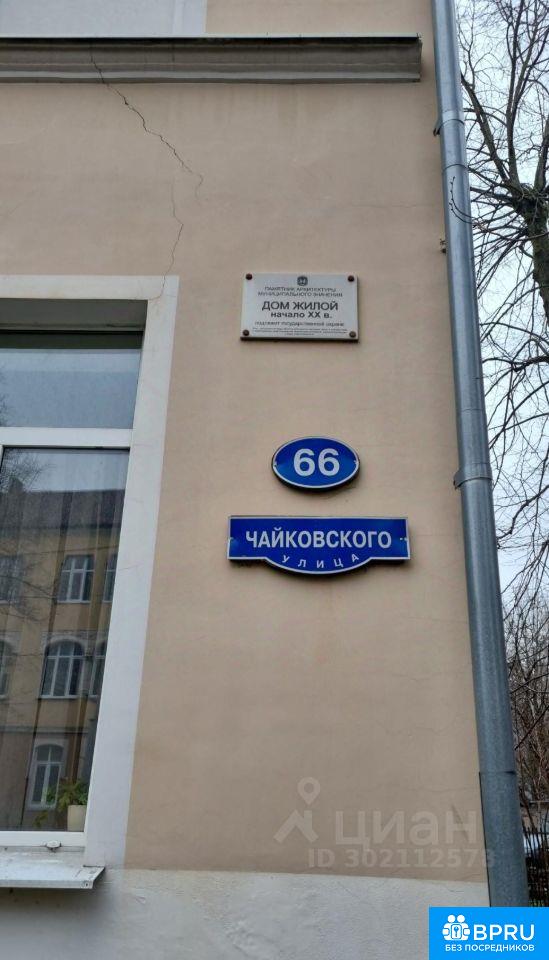 ПАМЯТНИК АРХИТЕКТУРЫ
МУНИЦИПАЛЬНОГО ЗНАЧЕНИЯ
ДОМ ЖИЛОЙ
начало XX в.
подлежит государственной охране
66
ЧАЙКОВСКОГО
УЛИЦА
циан
ID 302112573
BPRU
БЕЗ ПОСРЕДНИКОВ